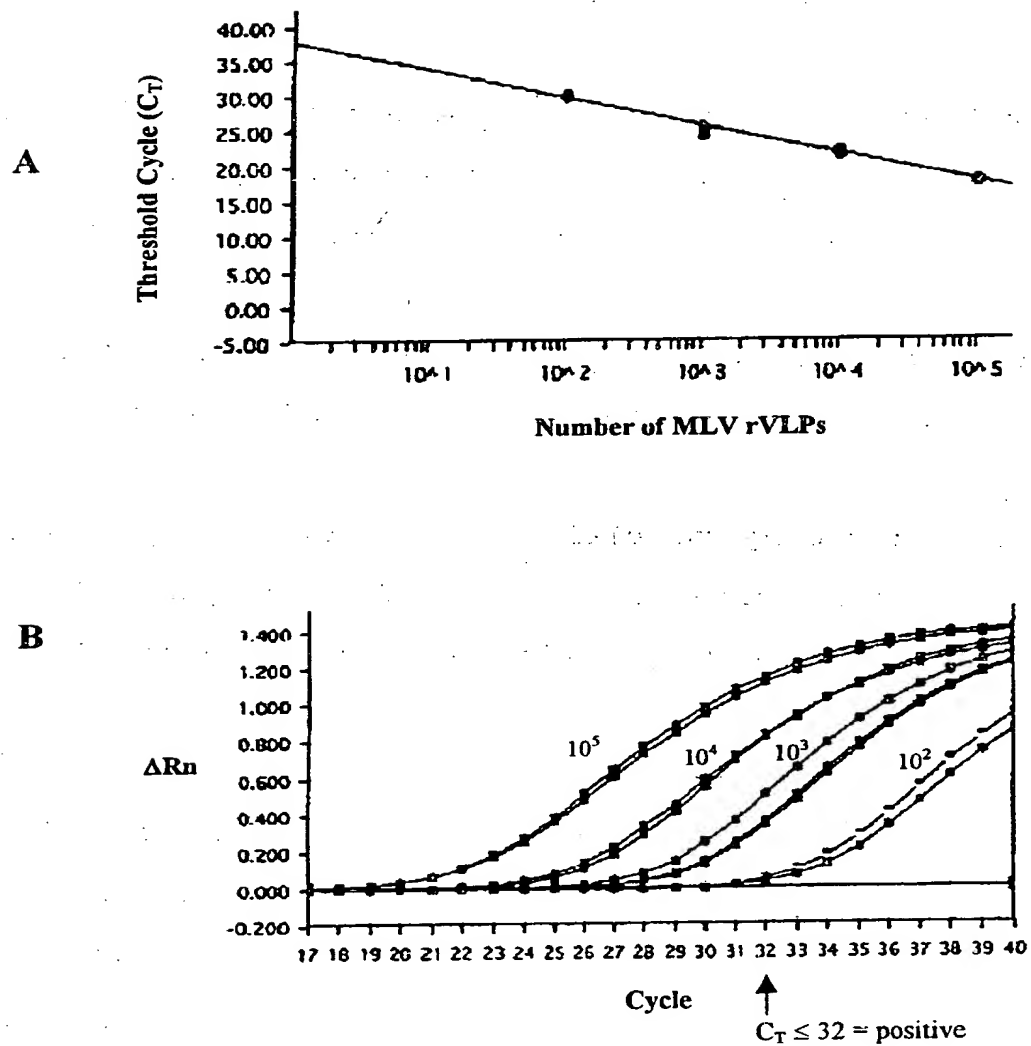 A
Threshold Cycle (C_T)
40.00
35.00
30.00
25.00
20.00
15.00
10.00
5.00
0.00
-5.00
10^1 10^2 10^3 10^4 10^5
Number of MLV rVLPs
B
ΔRn
1.400
1.200
1.000
0.800
0.600
0.400
0.200
0.000
-0.200
10⁵ 10⁴ 10³ 10²
17 18 19 20 21 22 23 24 25 26 27 28 29 30 31 32 33 34 35 36 37 38 39 40
Cycle
C_T ≤ 32 = positive